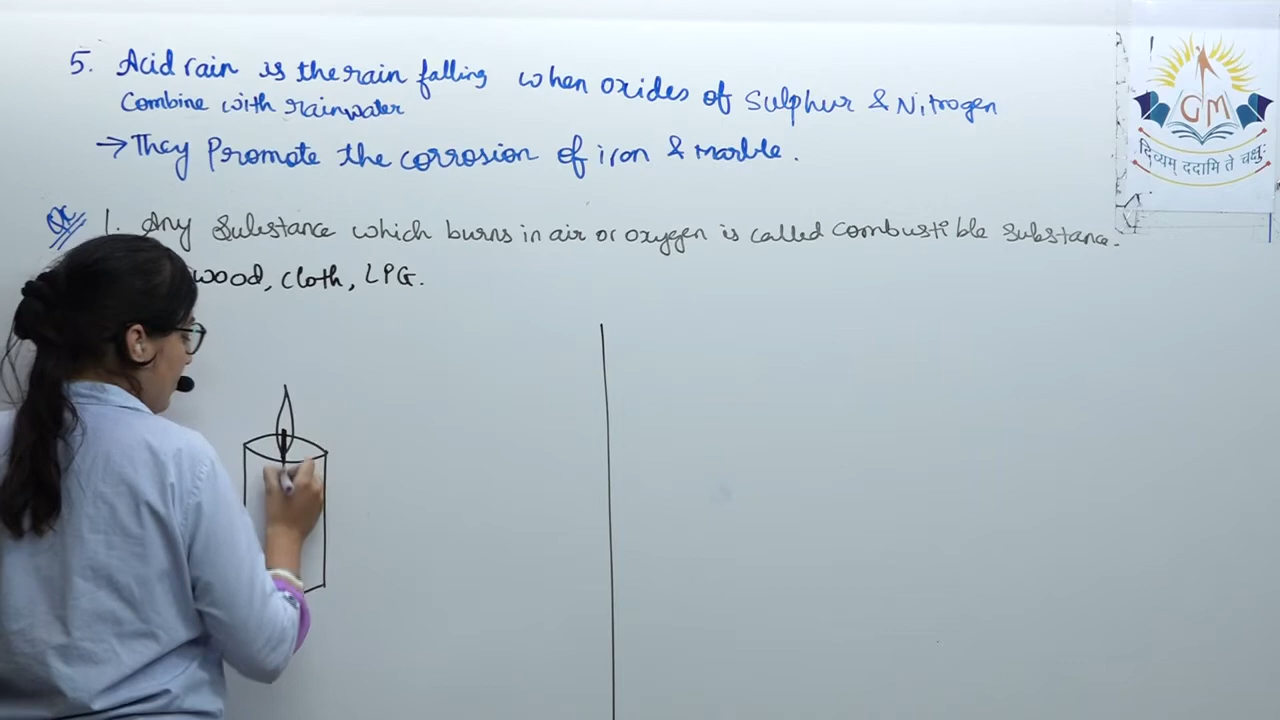 5. Acid rain is the rain falling when oxides of Sulphur & Nitrogen
Combine with rainwater
→ They Promote the corrosion of iron & Marble.
1. Any Substance which burns in air or oxygen is called combustible substance.
wood, cloth, LPG.
GM
दिव्यम् ददामि ते चक्षुः